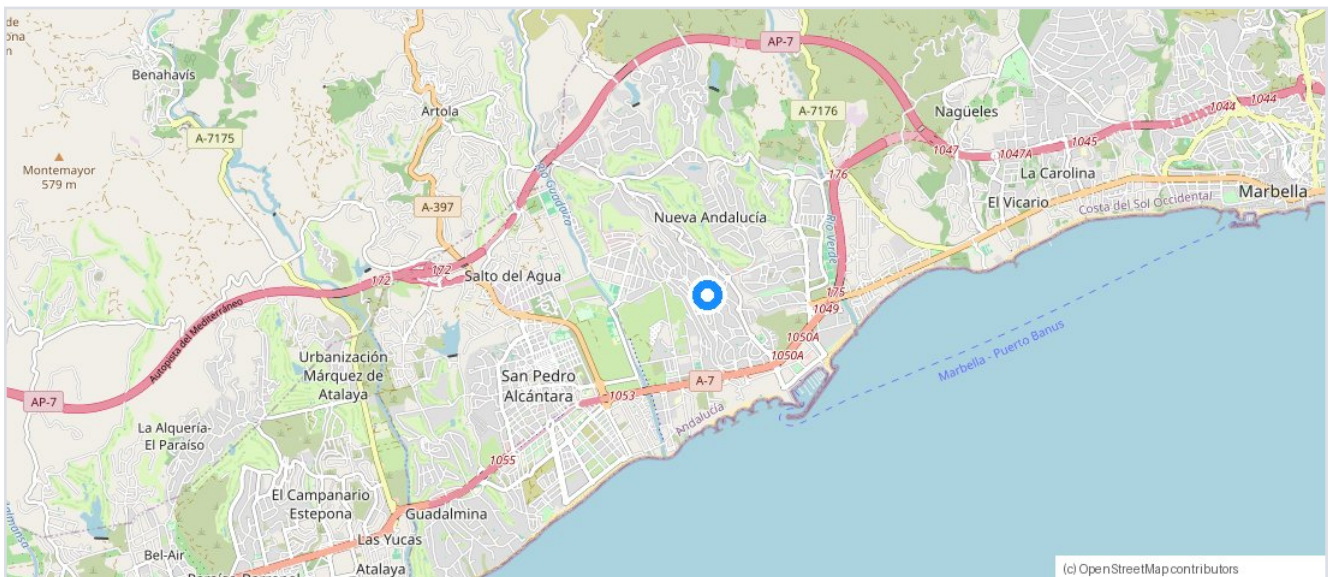 AP-7
Benahavís
A-7176
Nagüeles
1044
1044
Artola
A-7175
1047
1047A
1045
Montemayor
579 m
Río Guadaiza
176
La Carolina
Marbella
A-397
Nueva Andalucía
El Vicario
Costa del Sol Occidental
Río Verde
172
172
Salto del Agua
175
1049
Autopista del Mediterráneo
1050A
1050A
Marbella - Puerto Banus
Urbanización
Márquez de
Atalaya
San Pedro
Alcántara
A-7
1053
AP-7
Andalucía
La Alquería-
El Paraíso
1055
El Campanario
Estepona
Guadalmina
Las Yucas
Bel-Air
Atalaya
(c) OpenStreetMap contributors